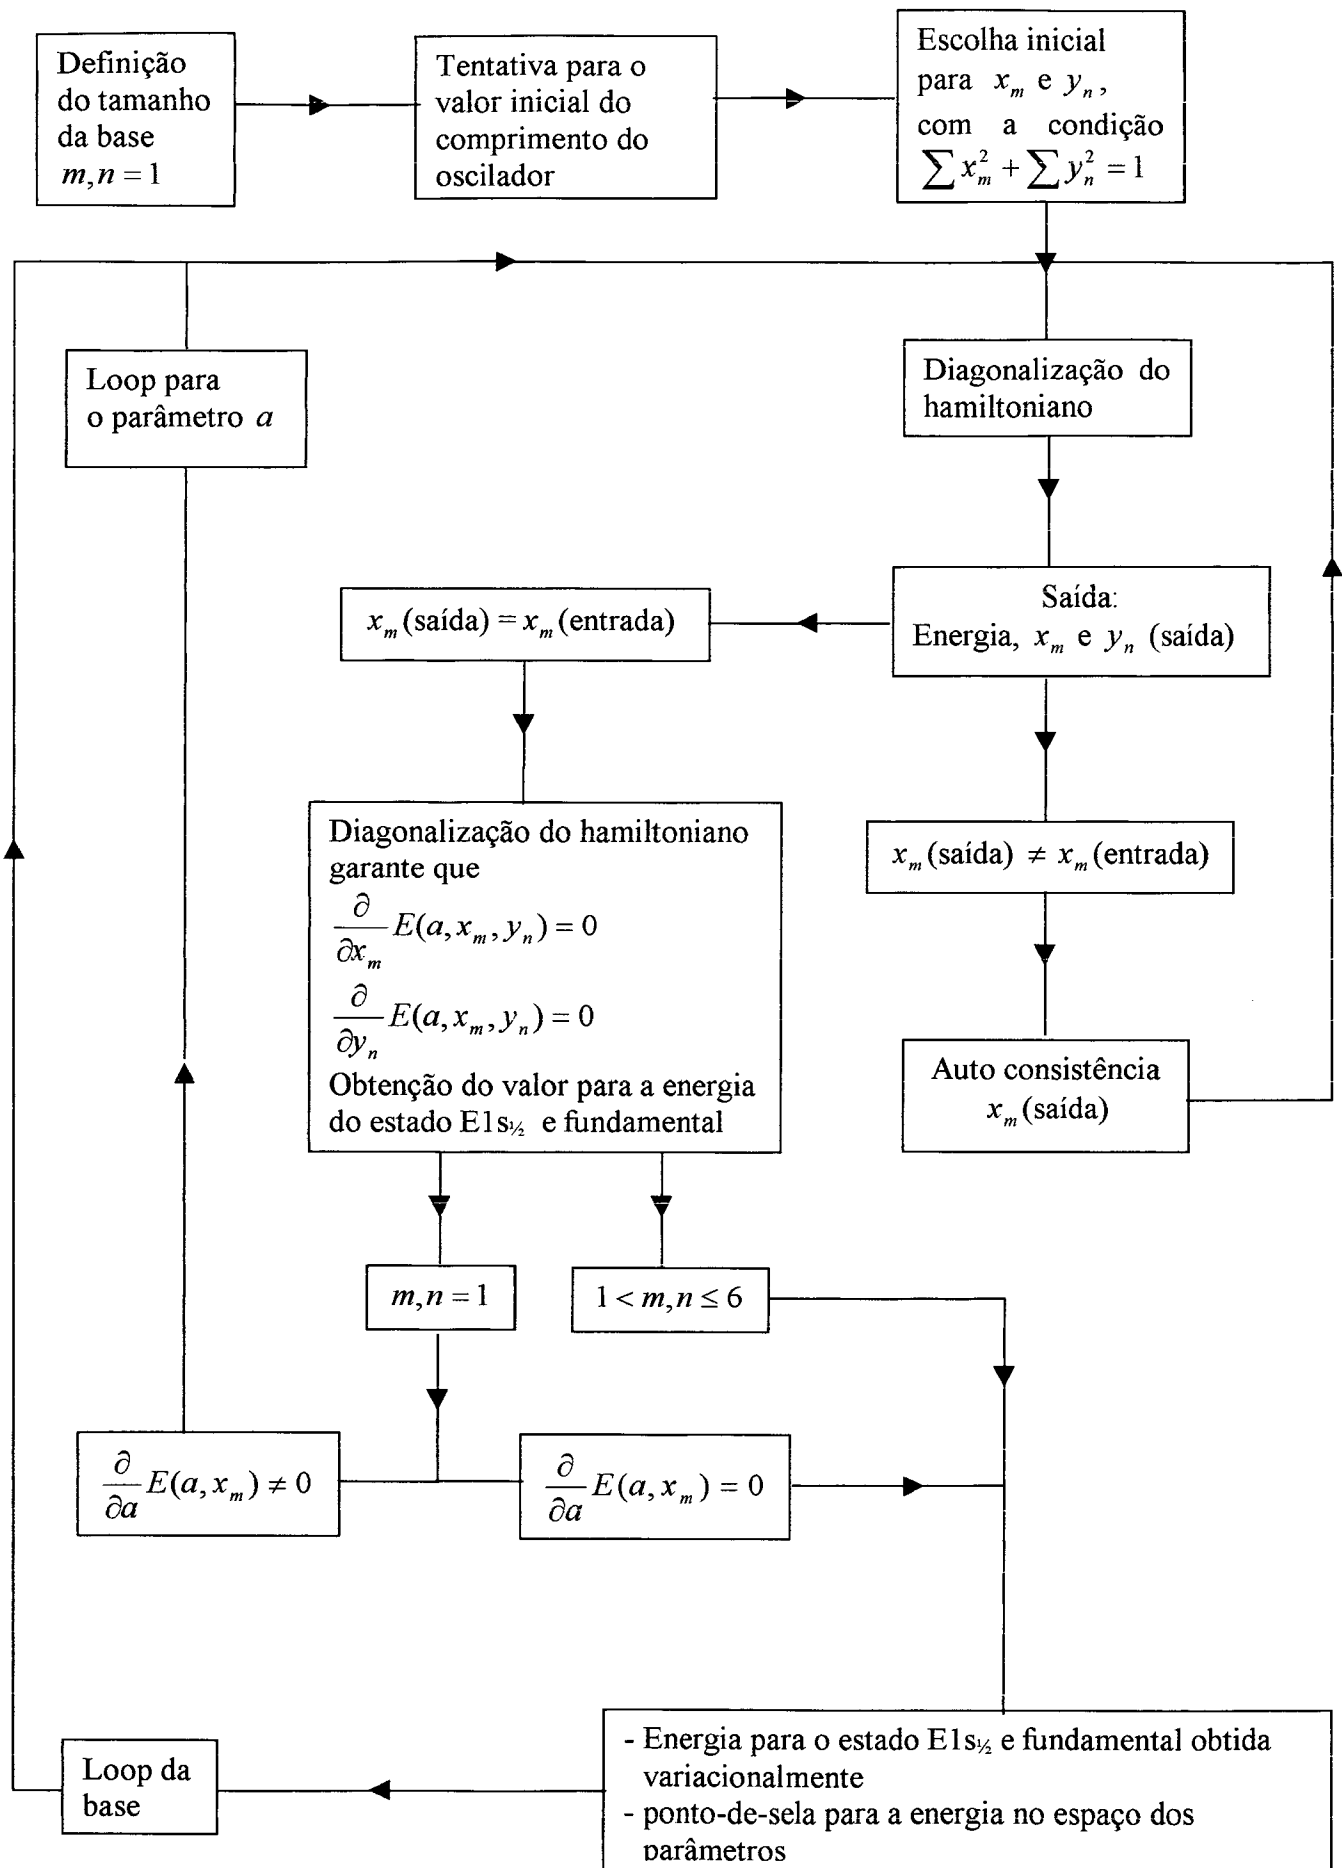 Definição
do tamanho
da base
m, n = 1
Tentativa para o
valor inicial do
comprimento do
oscilador
Escolha inicial
para x_m e y_n,
com a condição
∑ x_m^2 + ∑ y_n^2 = 1
Loop para
o parâmetro a
Diagonalização do
hamiltoniano
Saída:
Energia, x_m e y_n (saída)
x_m (saída) = x_m (entrada)
x_m (saída) ≠ x_m (entrada)
Diagonalização do hamiltoniano
garante que
∂/∂x_m E(a, x_m, y_n) = 0
∂/∂y_n E(a, x_m, y_n) = 0
Obtenção do valor para a energia
do estado E1s½ e fundamental
Auto consistência
x_m (saída)
m, n = 1
1 < m, n ≤ 6
∂/∂a E(a, x_m) ≠ 0
∂/∂a E(a, x_m) = 0
Loop da
base
- Energia para o estado E1s½ e fundamental obtida
variacionalmente
- ponto-de-sela para a energia no espaço dos
parâmetros